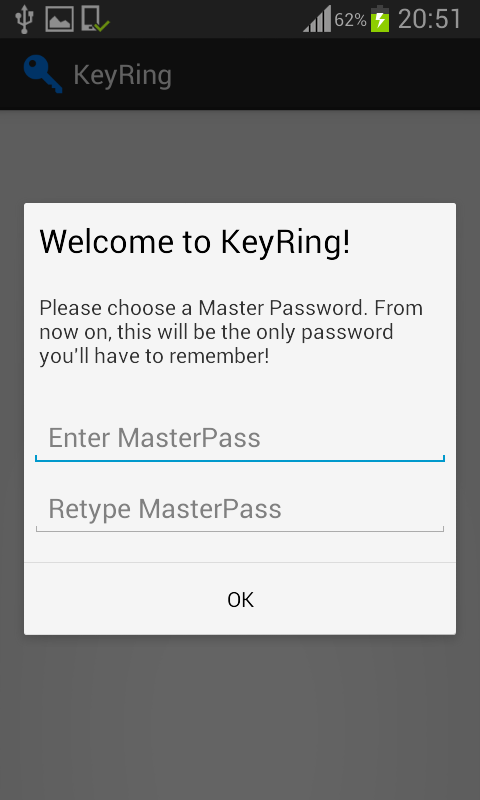 62% 20:51
KeyRing
Welcome to KeyRing!
Please choose a Master Password. From
now on, this will be the only password
you'll have to remember!
Enter MasterPass
Retype MasterPass
OK